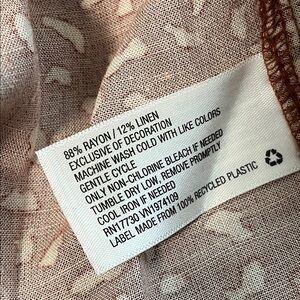 88% RAYON / 12% LINEN
EXCLUSIVE OF DECORATION
MACHINE WASH COLD WITH LIKE COLORS
GENTLE CYCLE
ONLY NON-CHLORINE BLEACH IF NEEDED
TUMBLE DRY LOW. REMOVE PROMPTLY
COOL IRON IF NEEDED
RN17730 VN1974109
LABEL MADE FROM 100% RECYCLED PLASTIC